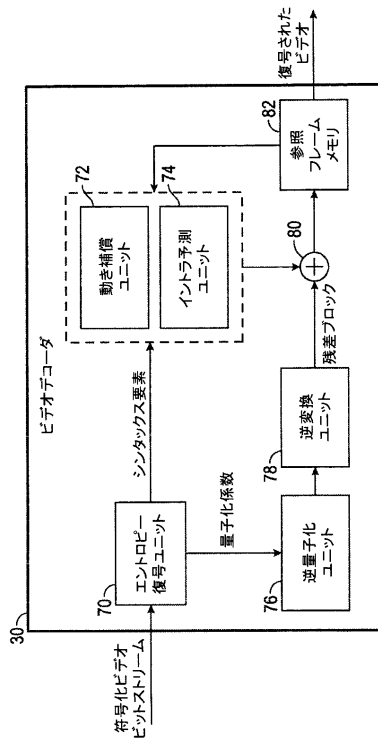 30
ビデオデコーダ
符号化ビデオ
ビットストリーム
70
エントロピー
復号ユニット
シンタックス要素
量子化係数
72
動き補償
ユニット
74
イントラ予測
ユニット
76
逆量子化
ユニット
78
逆変換
ユニット
残差ブロック
80
+
82
参照
フレーム
メモリ
復号された
ビデオ